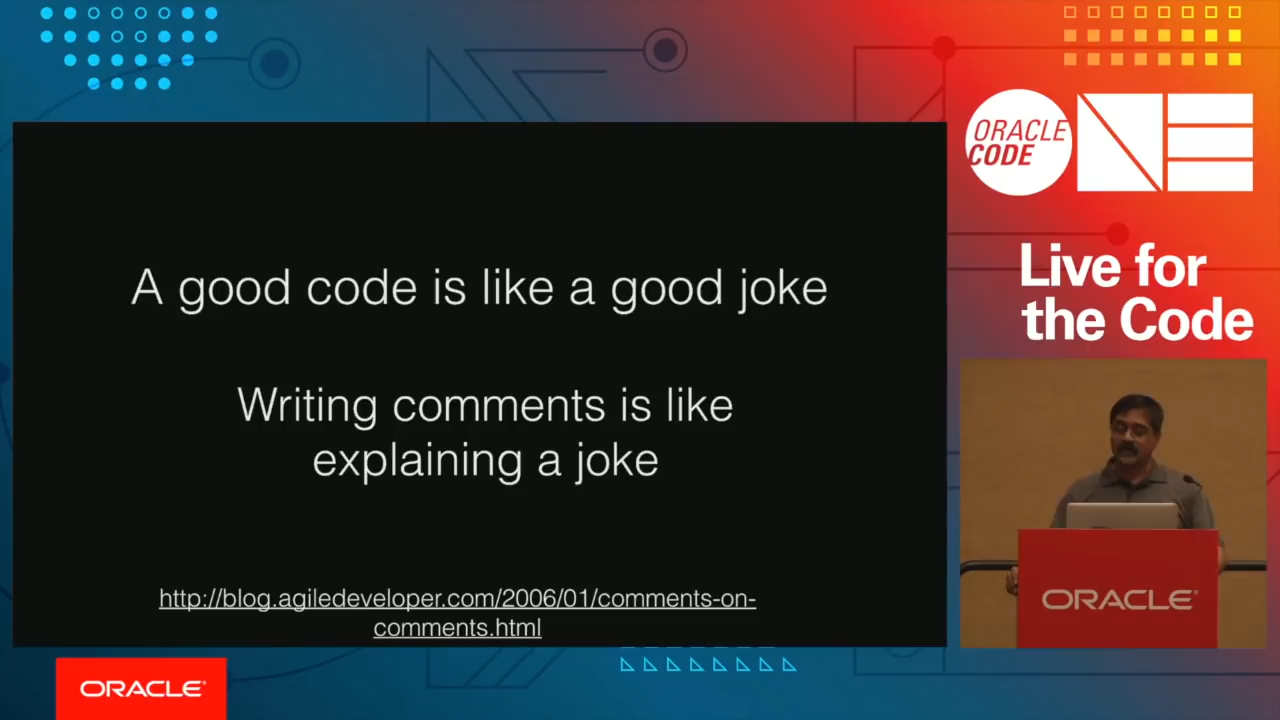 A good code is like a good joke
Writing comments is like
explaining a joke
http://blog.agiledeveloper.com/2006/01/comments-on-
comments.html
ORACLE
CODE
ONE
Live for
the Code
ORACLE
ORACLE